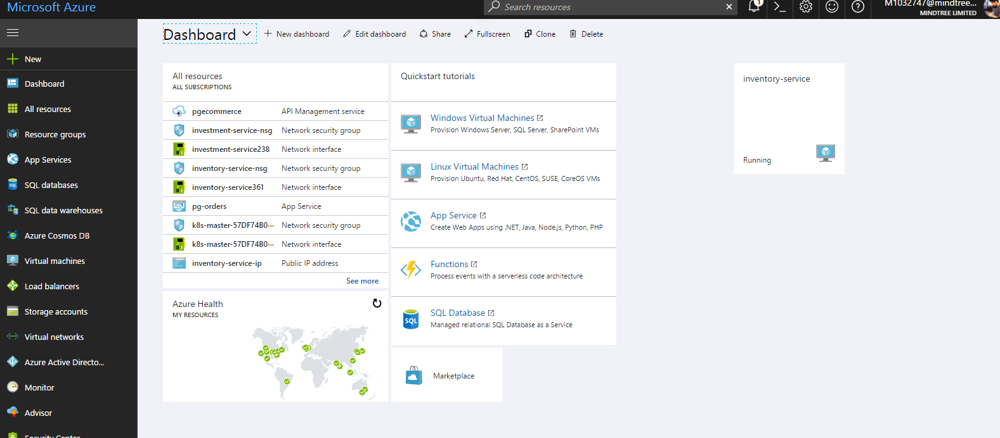 Microsoft Azure
Search resources
1
M1032747@mindtree...
MINDTREE LIMITED
New
Dashboard
All resources
Resource groups
App Services
SQL databases
SQL data warehouses
Azure Cosmos DB
Virtual machines
Load balancers
Storage accounts
Virtual networks
Azure Active Directo...
Monitor
Advisor
Security Center
Dashboard
New dashboard
Edit dashboard
Share
Fullscreen
Clone
Delete
All resources
ALL SUBSCRIPTIONS
pgecommerce API Management service
investment-service-nsg Network security group
investment-service238 Network interface
inventory-service-nsg Network security group
inventory-service361 Network interface
pg-orders App Service
k8s-master-57DF74B0··· Network security group
k8s-master-57DF74B0··· Network interface
inventory-service-ip Public IP address
See more
Azure Health
MY RESOURCES
Quickstart tutorials
Windows Virtual Machines
Provision Windows Server, SQL Server, SharePoint VMs
Linux Virtual Machines
Provision Ubuntu, Red Hat, CentOS, SUSE, CoreOS VMs
App Service
Create Web Apps using .NET, Java, Node.js, Python, PHP
Functions
Process events with a serverless code architecture
SQL
SQL Database
Managed relational SQL Database as a Service
Marketplace
inventory-service
Running